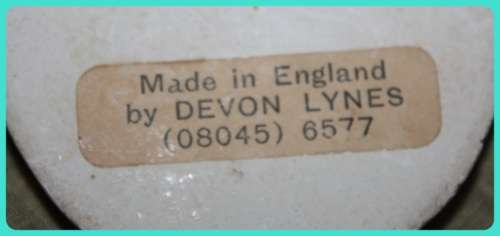 Made in England
by DEVON LYNES
(08045) 6577